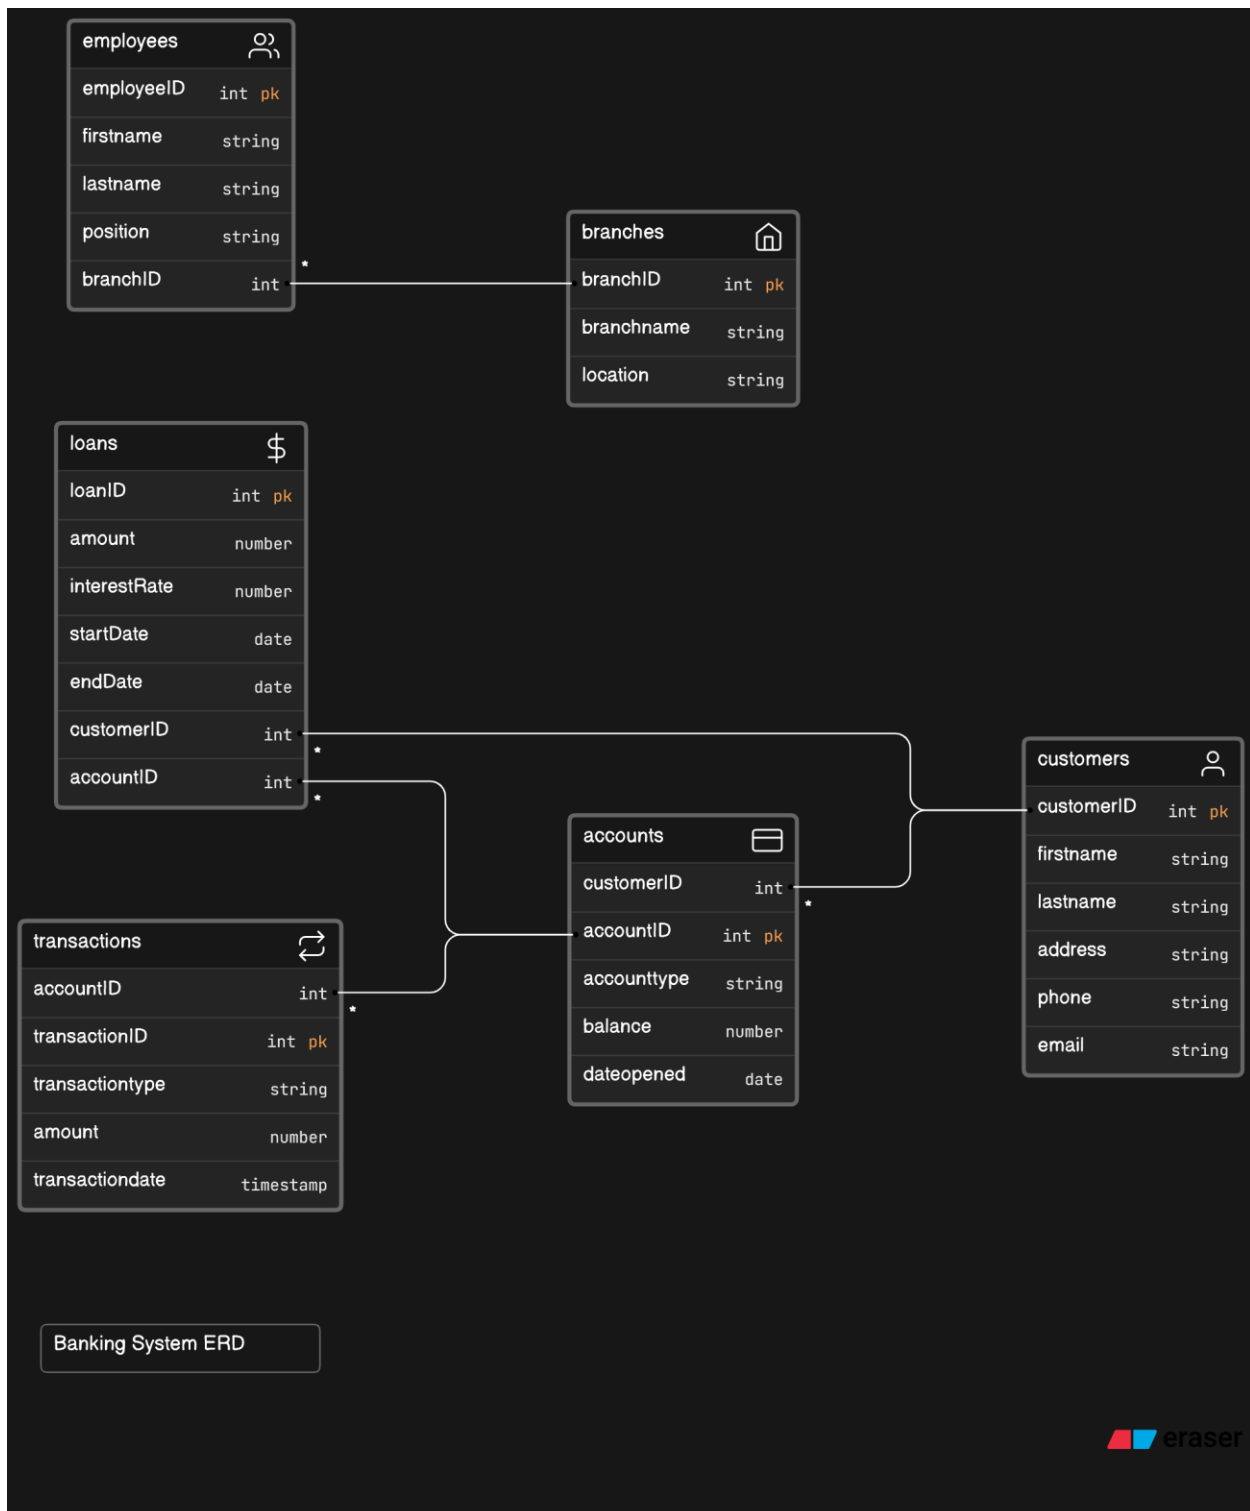 employees
employeeID int pk
firstname string
lastname string
position string
branchID int
*
branches
branchID int pk
branchname string
location string
loans
loanID int pk
amount number
interestRate number
startDate date
endDate date
customerID int
*
accountID int
*
customers
customerID int pk
firstname string
lastname string
address string
phone string
email string
accounts
customerID int
*
accountID int pk
accounttype string
balance number
dateopened date
transactions
accountID int
*
transactionID int pk
transactiontype string
amount number
transactiondate timestamp
Banking System ERD
eraser